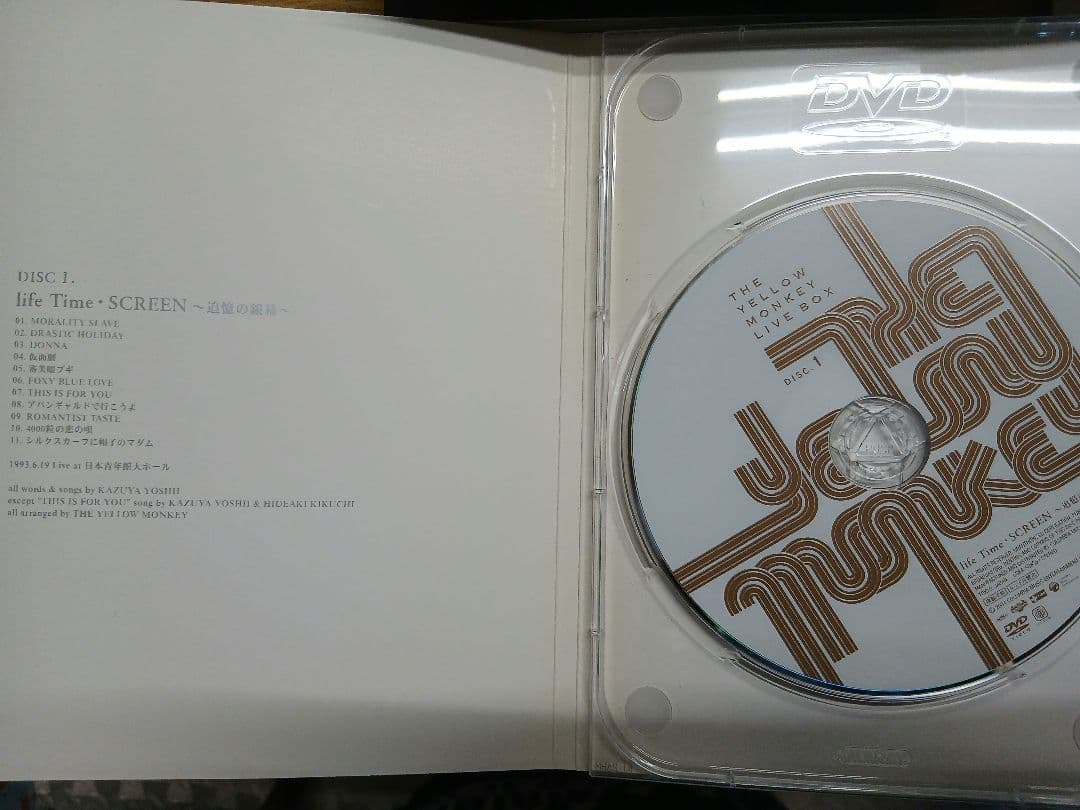 DISC 1.
life Time・SCREEN ～追憶の銀幕～
01. MORALITY SLAVE
02. DRASTIC HOLIDAY
03. DONNA
04. 仮面劇
05. 審美眼ブギ
06. FOXY BLUE LOVE
07. THIS IS FOR YOU
08. アバンギャルドで行こうよ
09. ROMANTIST TASTE
10. 4000粒の恋の唄
11. シルクスカーフに帽子のマダム
1993.6.19 Live at 日本青年館大ホール
all words & songs by KAZUYA YOSHII
except "THIS IS FOR YOU" song by KAZUYA YOSHII & HIDEAKI KIKUCHI
all arranged by THE YELLOW MONKEY
DVD
THE
YELLOW
MONKEY
LIVE BOX
DISC. 1
THE
YELLOW
MONKEY
life Time・SCREEN ～追憶
DVD